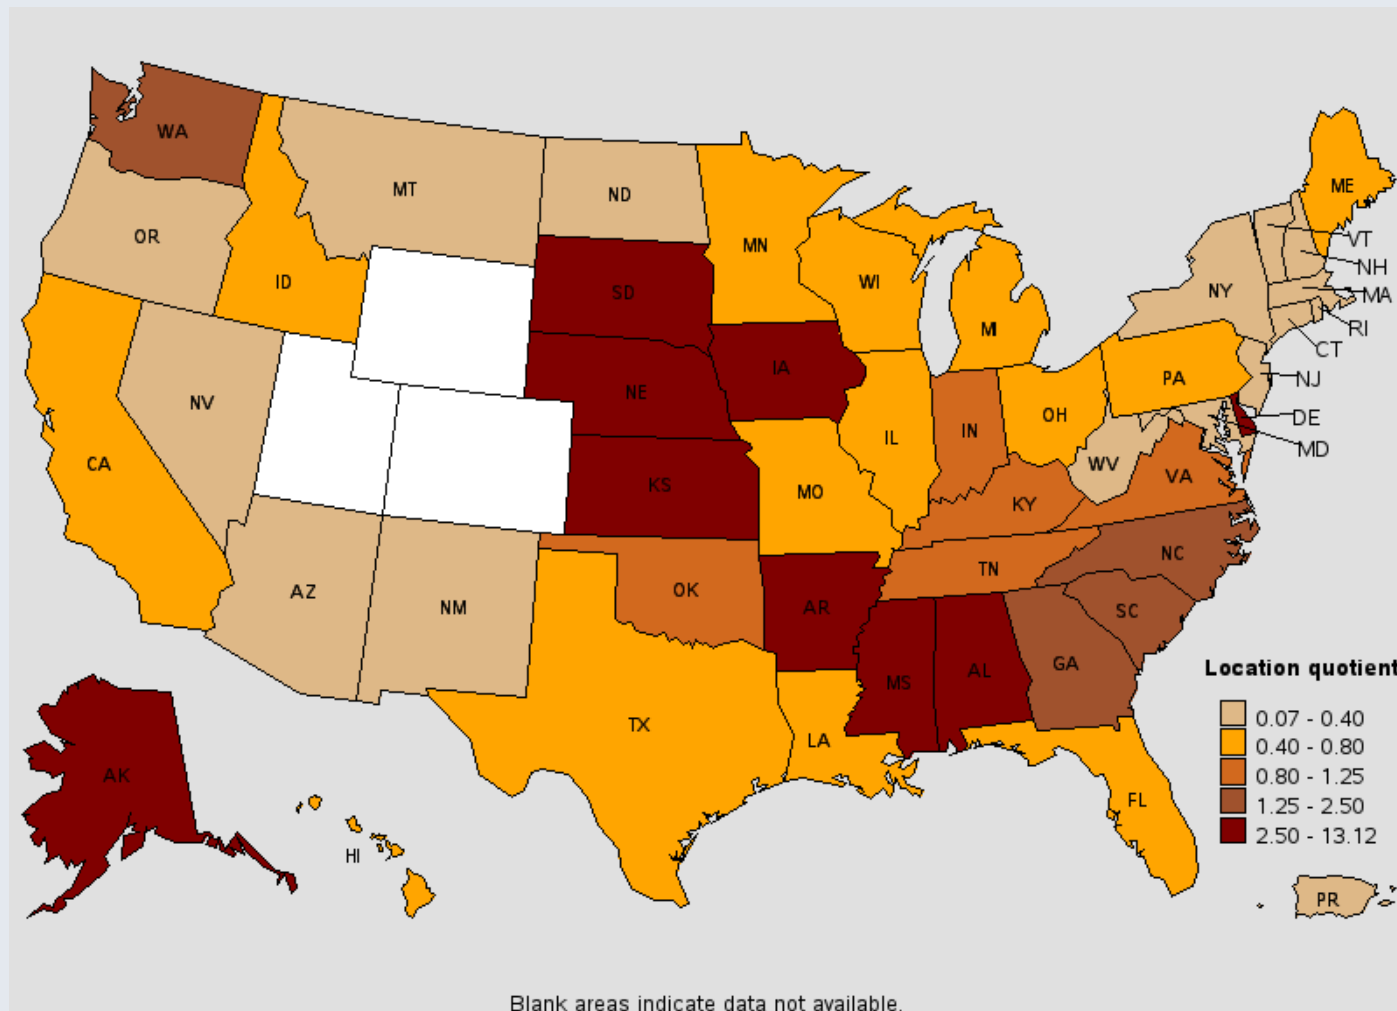 WA
MT
ND
OR
ID
SD
MN
WI
MI
ME
VT
NH
NY
MA
RI
CT
NV
NE
IA
PA
NJ
CA
IL
IN
OH
DE
MD
WV
KS
MO
KY
VA
AZ
NM
OK
AR
TN
NC
SC
MS
AL
GA
TX
LA
FL
AK
HI
PR
Location quotient
0.07 - 0.40
0.40 - 0.80
0.80 - 1.25
1.25 - 2.50
2.50 - 13.12
Blank areas indicate data not available.